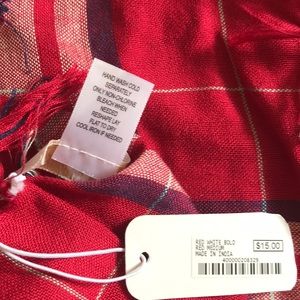 HAND WASH COLD
SEPARATELY
ONLY NON-CHLORINE
BLEACH WHEN
NEEDED
RESHAPE LAY
FLAT TO DRY
COOL IRON IF NEEDED
RED WHITE BOLD
RED MEDIUM
MADE IN INDIA
$15.00
400000208329